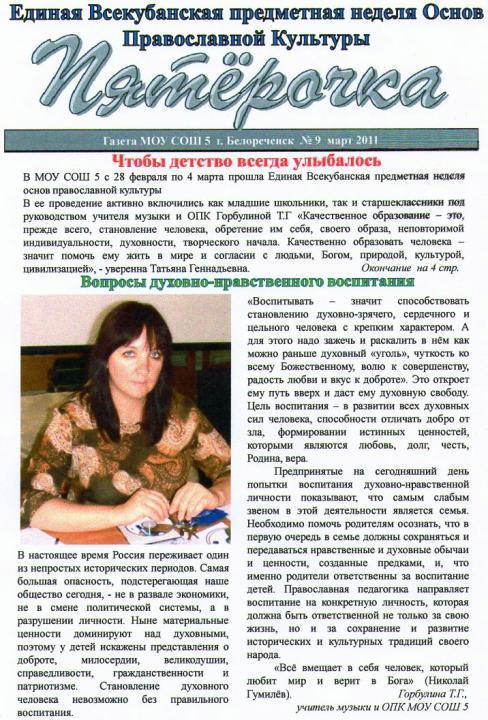 Единая Всекубанская предметная неделя Основ
Православной Культуры
Пятёрочка
Газета МОУ СОШ 5 г. Белореченск № 9 март 2011
Чтобы детство всегда улыбалось
В МОУ СОШ 5 с 28 февраля по 4 марта прошла Единая Всекубанская предметная неделя
основ православной культуры
В ее проведение активно включились как младшие школьники, так и старшеклассники под
руководством учителя музыки и ОПК Горбулиной Т.Г «Качественное образование – это,
прежде всего, становление человека, обретение им себя, своего образа, неповторимой
индивидуальности, духовности, творческого начала. Качественно образовать человека –
значит помочь ему жить в мире и согласии с людьми, Богом, природой, культурой,
цивилизацией», - уверенна Татьяна Геннадьевна. Окончание на 4 стр.
Вопросы духовно-нравственного воспитания
В настоящее время Россия переживает один
из непростых исторических периодов. Самая
большая опасность, подстерегающая наше
общество сегодня, - не в развале экономики,
не в смене политической системы, а в
разрушении личности. Ныне материальные
ценности доминируют над духовными,
поэтому у детей искажены представления о
доброте, милосердии, великодушии,
справедливости, гражданственности и
патриотизме. Становление духовного
человека невозможно без правильного
воспитания.
«Воспитывать – значит способствовать
становлению духовно-зрячего, сердечного и
цельного человека с крепким характером. А
для этого надо зажечь и раскалить в нём как
можно раньше духовный «уголь», чуткость ко
всему Божественному, волю к совершенству,
радость любви и вкус к доброте». Это откроет
ему путь вверх и даст ему духовную свободу.
Цель воспитания – в развитии всех духовных
сил человека, способности отличать добро от
зла, формировании истинных ценностей,
которыми являются любовь, долг, честь,
Родина, вера.
Предпринятые на сегодняшний день
попытки воспитания духовно-нравственной
личности показывают, что самым слабым
звеном в этой деятельности является семья.
Необходимо помочь родителям осознать, что в
первую очередь в семье должны сохраняться и
передаваться нравственные и духовные обычаи
и ценности, созданные предками, и, что
именно родители ответственны за воспитание
детей. Православная педагогика направляет
воспитание на конкретную личность, которая
должна быть ответственной не только за свою
жизнь, но и за сохранение и развитие
исторических и культурных традиций своего
народа.
«Всё вмещает в себя человек, который
любит мир и верит в Бога» (Николай
Гумилёв). Горбулина Т.Г.,
учитель музыки и ОПК МОУ СОШ 5